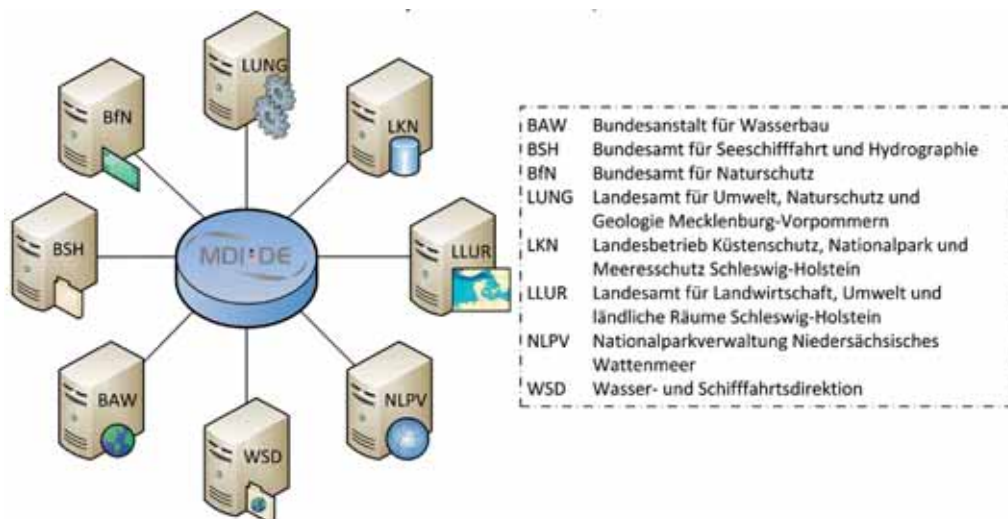 LUNG
BfN
LKN
BSH
MDI:DE
LLUR
BAW
NLPV
WSD
BAW Bundesanstalt für Wasserbau
BSH Bundesamt für Seeschifffahrt und Hydrographie
BfN Bundesamt für Naturschutz
LUNG Landesamt für Umwelt, Naturschutz und
Geologie Mecklenburg-Vorpommern
LKN Landesbetrieb Küstenschutz, Nationalpark und
Meeresschutz Schleswig-Holstein
LLUR Landesamt für Landwirtschaft, Umwelt und
ländliche Räume Schleswig-Holstein
NLPV Nationalparkverwaltung Niedersächsisches
Wattenmeer
WSD Wasser- und Schifffahrtsdirektion